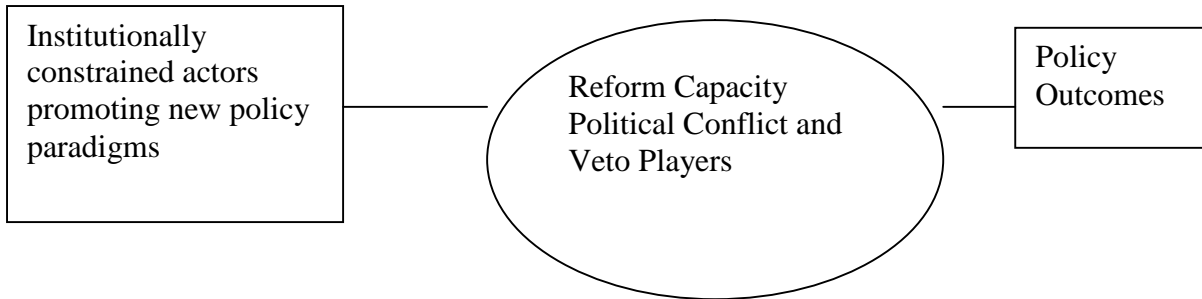 Institutionally
constrained actors
promoting new policy
paradigms
Reform Capacity
Political Conflict and
Veto Players
Policy
Outcomes